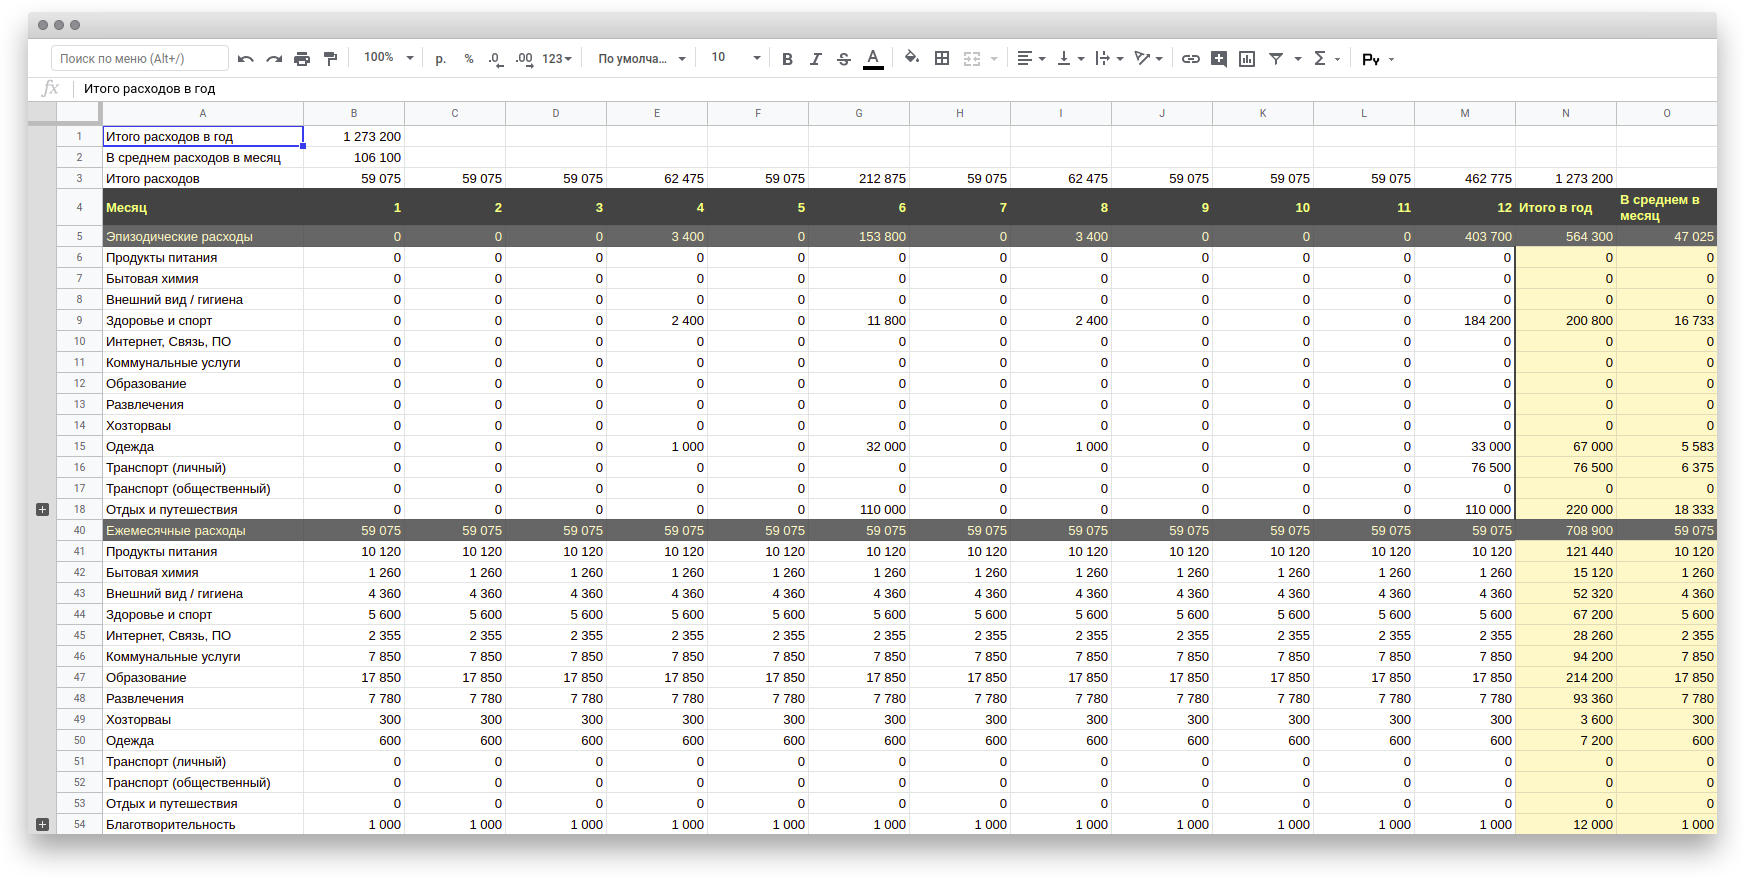 Поиск по меню (Alt+/) 100% р. % .0 .00 123 По умолча... 10 B I S A Σ Ру
fx Итого расходов в год
A B C D E F G H I J K L M N O
1 Итого расходов в год 1 273 200
2 В среднем расходов в месяц 106 100
3 Итого расходов 59 075 59 075 59 075 62 475 59 075 212 875 59 075 62 475 59 075 59 075 59 075 462 775 1 273 200
4 Месяц 1 2 3 4 5 6 7 8 9 10 11 12 Итого в год В среднем в
месяц
5 Эпизодические расходы 0 0 0 3 400 0 153 800 0 3 400 0 0 0 403 700 564 300 47 025
6 Продукты питания 0 0 0 0 0 0 0 0 0 0 0 0 0 0
7 Бытовая химия 0 0 0 0 0 0 0 0 0 0 0 0 0 0
8 Внешний вид / гигиена 0 0 0 0 0 0 0 0 0 0 0 0 0 0
9 Здоровье и спорт 0 0 0 2 400 0 11 800 0 2 400 0 0 0 184 200 200 800 16 733
10 Интернет, Связь, ПО 0 0 0 0 0 0 0 0 0 0 0 0 0 0
11 Коммунальные услуги 0 0 0 0 0 0 0 0 0 0 0 0 0 0
12 Образование 0 0 0 0 0 0 0 0 0 0 0 0 0 0
13 Развлечения 0 0 0 0 0 0 0 0 0 0 0 0 0 0
14 Хозторваы 0 0 0 0 0 0 0 0 0 0 0 0 0 0
15 Одежда 0 0 0 1 000 0 32 000 0 1 000 0 0 0 33 000 67 000 5 583
16 Транспорт (личный) 0 0 0 0 0 0 0 0 0 0 0 76 500 76 500 6 375
17 Транспорт (общественный) 0 0 0 0 0 0 0 0 0 0 0 0 0 0
18 Отдых и путешествия 0 0 0 0 0 110 000 0 0 0 0 0 110 000 220 000 18 333
40 Ежемесячные расходы 59 075 59 075 59 075 59 075 59 075 59 075 59 075 59 075 59 075 59 075 59 075 59 075 708 900 59 075
41 Продукты питания 10 120 10 120 10 120 10 120 10 120 10 120 10 120 10 120 10 120 10 120 10 120 10 120 121 440 10 120
42 Бытовая химия 1 260 1 260 1 260 1 260 1 260 1 260 1 260 1 260 1 260 1 260 1 260 1 260 15 120 1 260
43 Внешний вид / гигиена 4 360 4 360 4 360 4 360 4 360 4 360 4 360 4 360 4 360 4 360 4 360 4 360 52 320 4 360
44 Здоровье и спорт 5 600 5 600 5 600 5 600 5 600 5 600 5 600 5 600 5 600 5 600 5 600 5 600 67 200 5 600
45 Интернет, Связь, ПО 2 355 2 355 2 355 2 355 2 355 2 355 2 355 2 355 2 355 2 355 2 355 2 355 28 260 2 355
46 Коммунальные услуги 7 850 7 850 7 850 7 850 7 850 7 850 7 850 7 850 7 850 7 850 7 850 7 850 94 200 7 850
47 Образование 17 850 17 850 17 850 17 850 17 850 17 850 17 850 17 850 17 850 17 850 17 850 17 850 214 200 17 850
48 Развлечения 7 780 7 780 7 780 7 780 7 780 7 780 7 780 7 780 7 780 7 780 7 780 7 780 93 360 7 780
49 Хозторваы 300 300 300 300 300 300 300 300 300 300 300 300 3 600 300
50 Одежда 600 600 600 600 600 600 600 600 600 600 600 600 7 200 600
51 Транспорт (личный) 0 0 0 0 0 0 0 0 0 0 0 0 0 0
52 Транспорт (общественный) 0 0 0 0 0 0 0 0 0 0 0 0 0 0
53 Отдых и путешествия 0 0 0 0 0 0 0 0 0 0 0 0 0 0
54 Благотворительность 1 000 1 000 1 000 1 000 1 000 1 000 1 000 1 000 1 000 1 000 1 000 1 000 12 000 1 000